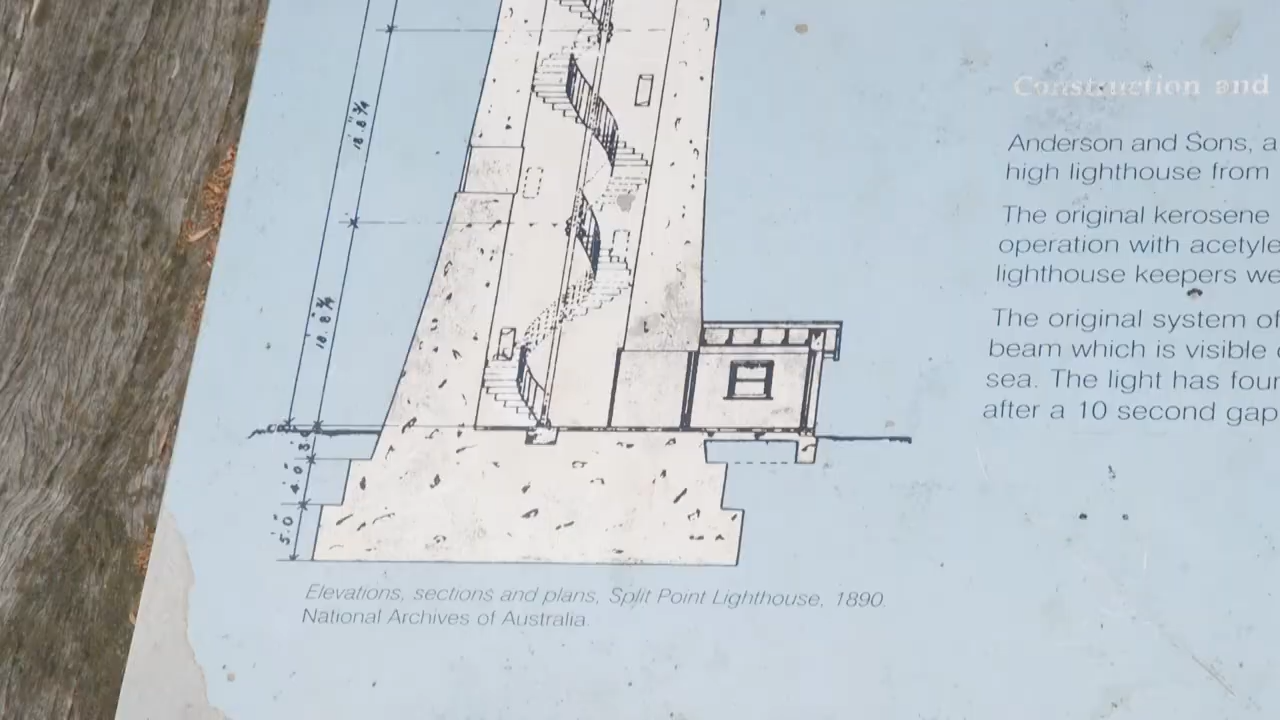 Construction and
Anderson and Sons, a
high lighthouse from
The original kerosene
operation with acetyle
lighthouse keepers we
The original system of
beam which is visible
sea. The light has four
after a 10 second gap
18.8¾
18.8¾
4.0
5.0
Elevations, sections and plans, Split Point Lighthouse, 1890.
National Archives of Australia.